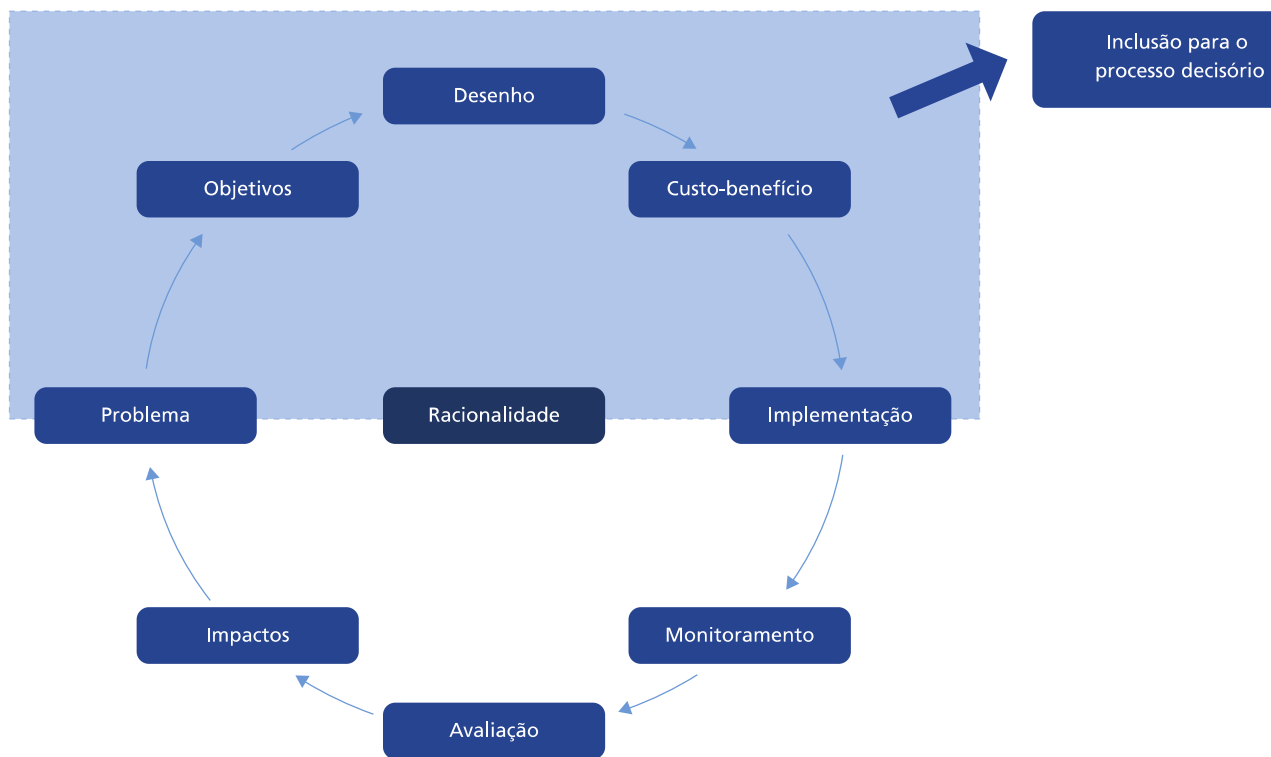 Inclusão para o
processo decisório
Desenho
Objetivos
Custo-benefício
Problema
Racionalidade
Implementação
Impactos
Monitoramento
Avaliação